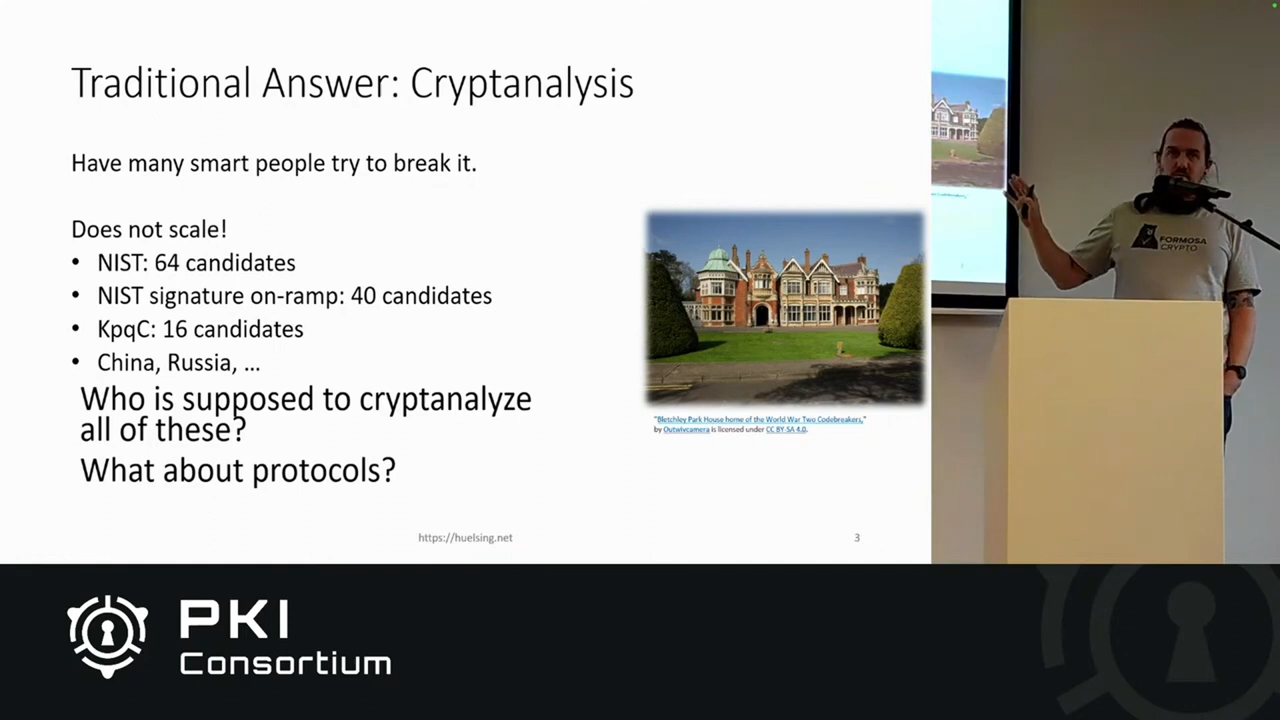 Traditional Answer: Cryptanalysis
Have many smart people try to break it.
Does not scale!
• NIST: 64 candidates
• NIST signature on-ramp: 40 candidates
• KpqC: 16 candidates
• China, Russia, ...
Who is supposed to cryptanalyze
all of these?
What about protocols?
"Bletchley Park House home of the World War Two Codebreakers,"
by Outwivcamera is licensed under CC BY-SA 4.0.
https://huelsing.net
3
FORMOSA
CRYPTO
PKI
Consortium